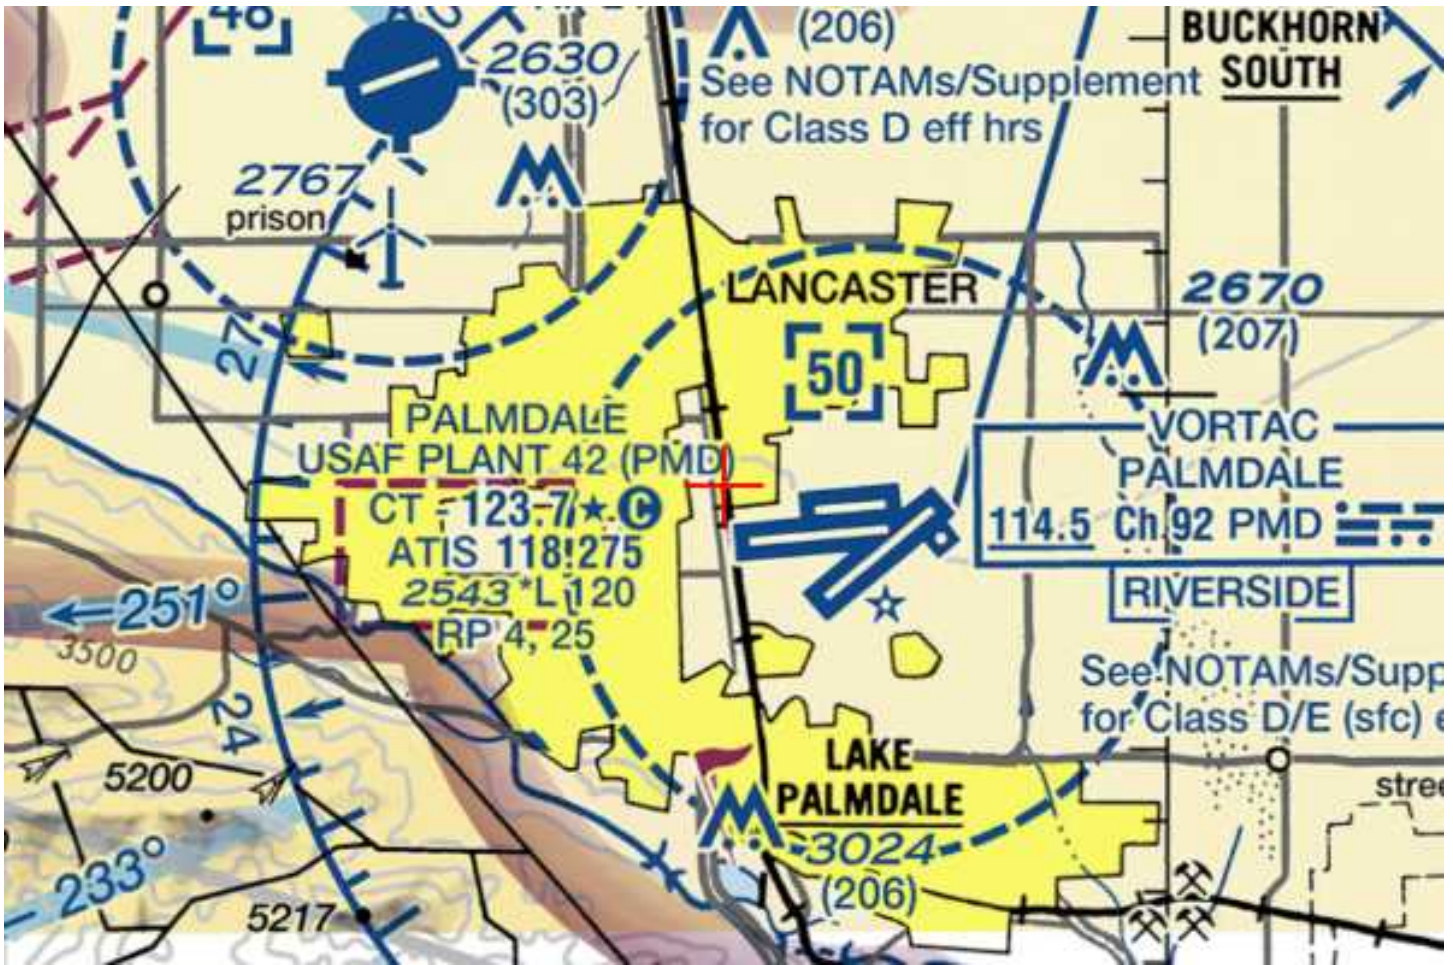 48
2630
(303)
(206)
See NOTAMs/Supplement
for Class D eff hrs
BUCKHORN
SOUTH
2767
prison
LANCASTER
2670
(207)
27
50
PALMDALE
USAF PLANT 42 (PMD)
CT - 123.7 ★ C
ATIS 118.275
2543 *L 120
RP 4, 25
VORTAC
PALMDALE
114.5 Ch 92 PMD
RIVERSIDE
251°
3500
24
See NOTAMs/Supp
for Class D/E (sfc) e
5200
LAKE
PALMDALE
3024
(206)
stree
233°
5217